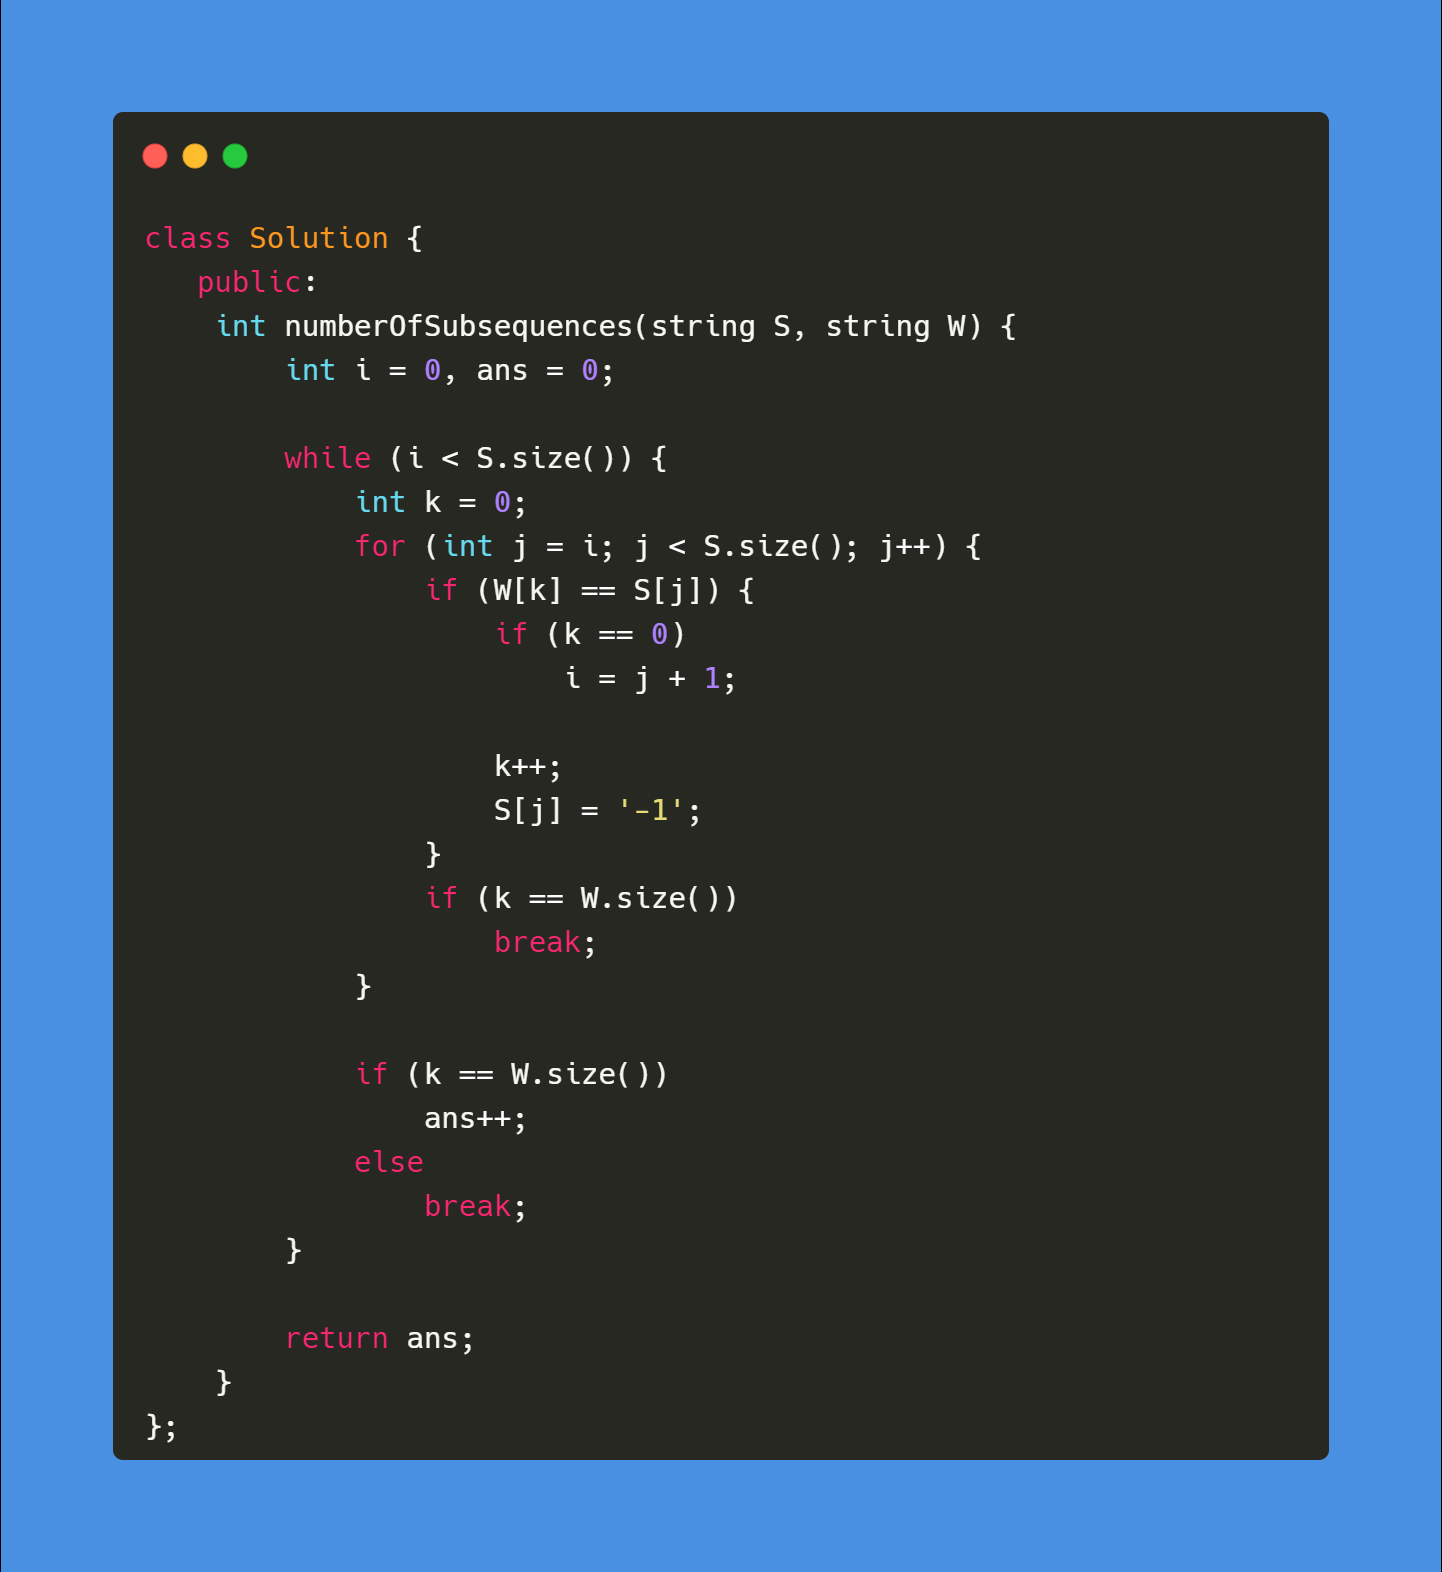 class Solution {
   public:
    int numberOfSubsequences(string S, string W) {
        int i = 0, ans = 0;

        while (i < S.size()) {
            int k = 0;
            for (int j = i; j < S.size(); j++) {
                if (W[k] == S[j]) {
                    if (k == 0)
                        i = j + 1;

                    k++;
                    S[j] = '-1';
                }
                if (k == W.size())
                    break;
            }

            if (k == W.size())
                ans++;
            else
                break;
        }

        return ans;
    }
};